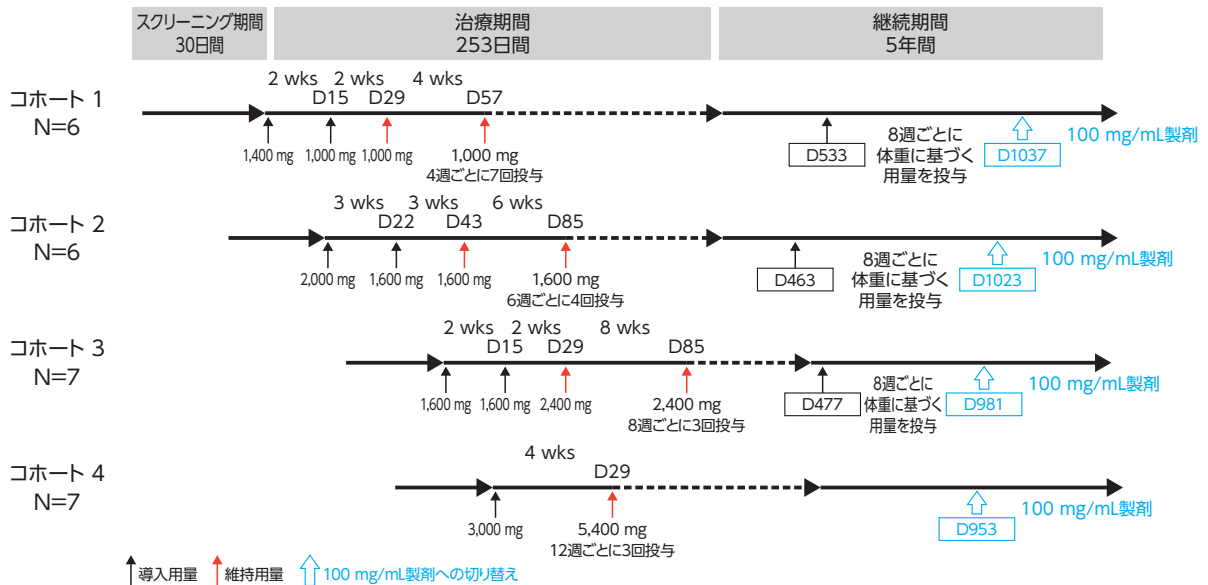 スクリーニング期間
30日間
治療期間
253日間
継続期間
5年間
コホート 1
N=6
2 wks 2 wks 4 wks
D15 D29 D57
1,400 mg 1,000 mg 1,000 mg 1,000 mg
4週ごとに7回投与
D533
8週ごとに
体重に基づく
用量を投与
D1037
100 mg/mL製剤
コホート 2
N=6
3 wks 3 wks 6 wks
D22 D43 D85
2,000 mg 1,600 mg 1,600 mg 1,600 mg
6週ごとに4回投与
D463
8週ごとに
体重に基づく
用量を投与
D1023
100 mg/mL製剤
コホート 3
N=7
2 wks 2 wks 8 wks
D15 D29 D85
1,600 mg 1,600 mg 2,400 mg 2,400 mg
8週ごとに3回投与
D477
8週ごとに
体重に基づく
用量を投与
D981
100 mg/mL製剤
コホート 4
N=7
4 wks
D29
3,000 mg 5,400 mg
12週ごとに3回投与
D953
100 mg/mL製剤
導入用量 維持用量 100 mg/mL製剤への切り替え